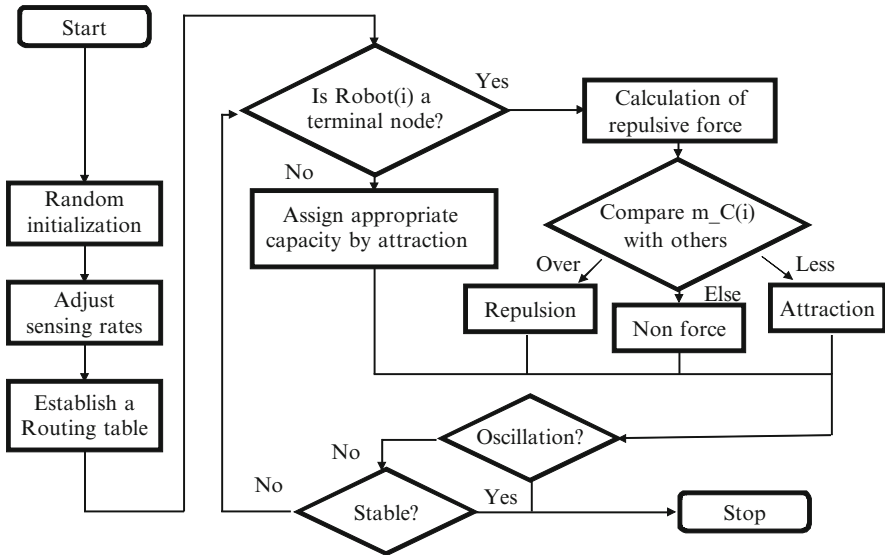 Start
Random
initialization
Adjust
sensing rates
Establish a
Routing table
Is Robot(i) a
terminal node?
Yes
No
Calculation of
repulsive force
Assign appropriate
capacity by attraction
Compare m_C(i)
with others
Over
Else
Less
Repulsion
Non force
Attraction
Oscillation?
No
Yes
Stable?
No
Stop